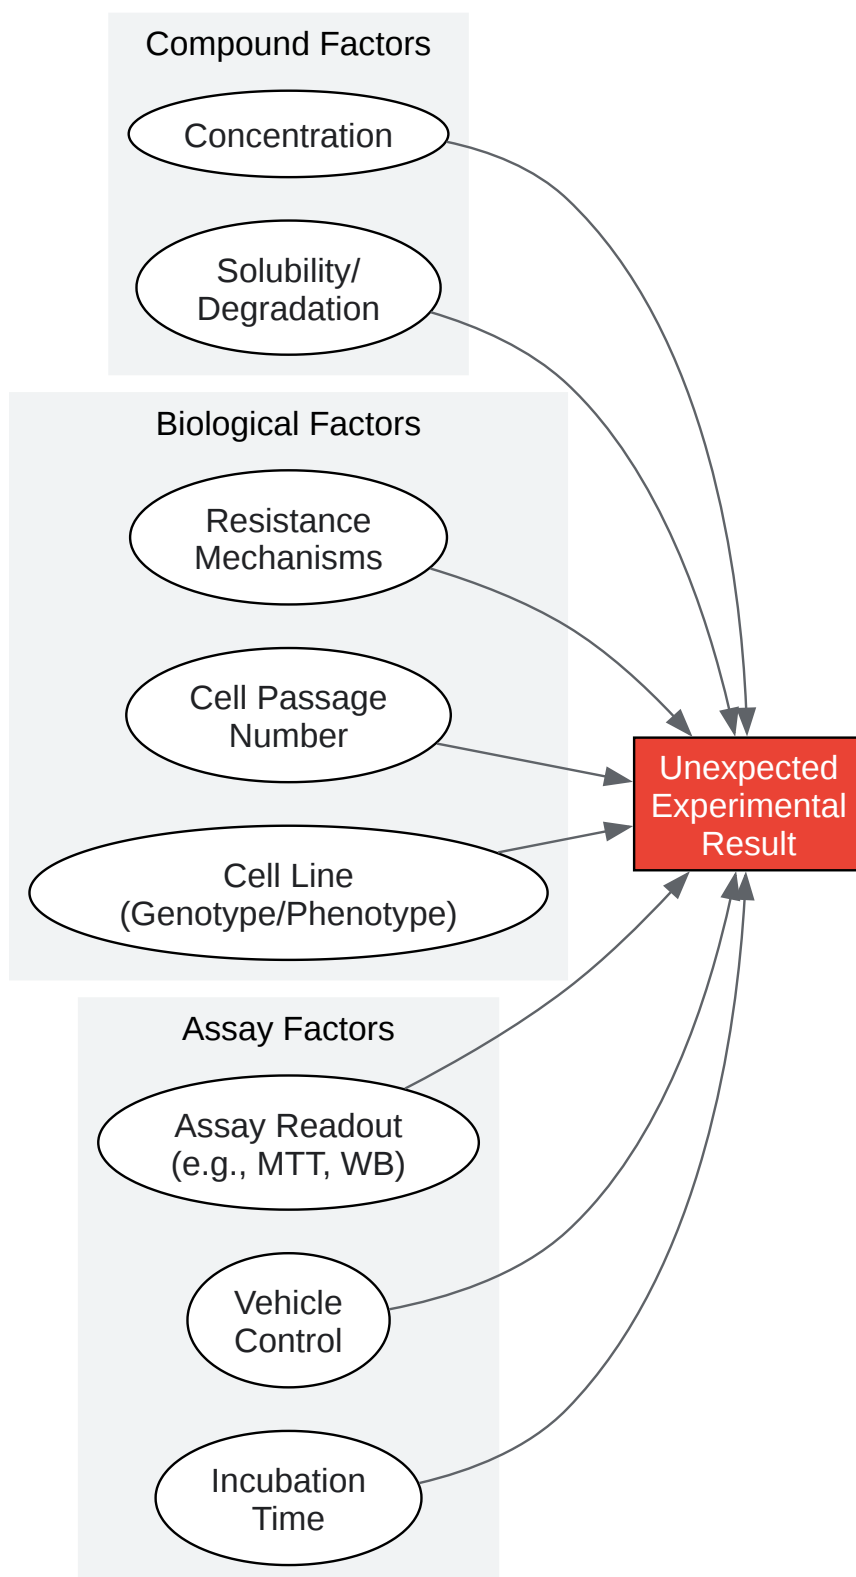 Compound Factors
Concentration
Solubility/
Degradation
Biological Factors
Resistance
Mechanisms
Cell Passage
Number
Cell Line
(Genotype/Phenotype)
Unexpected
Experimental
Result
Assay Factors
Assay Readout
(e.g., MTT, WB)
Vehicle
Control
Incubation
Time